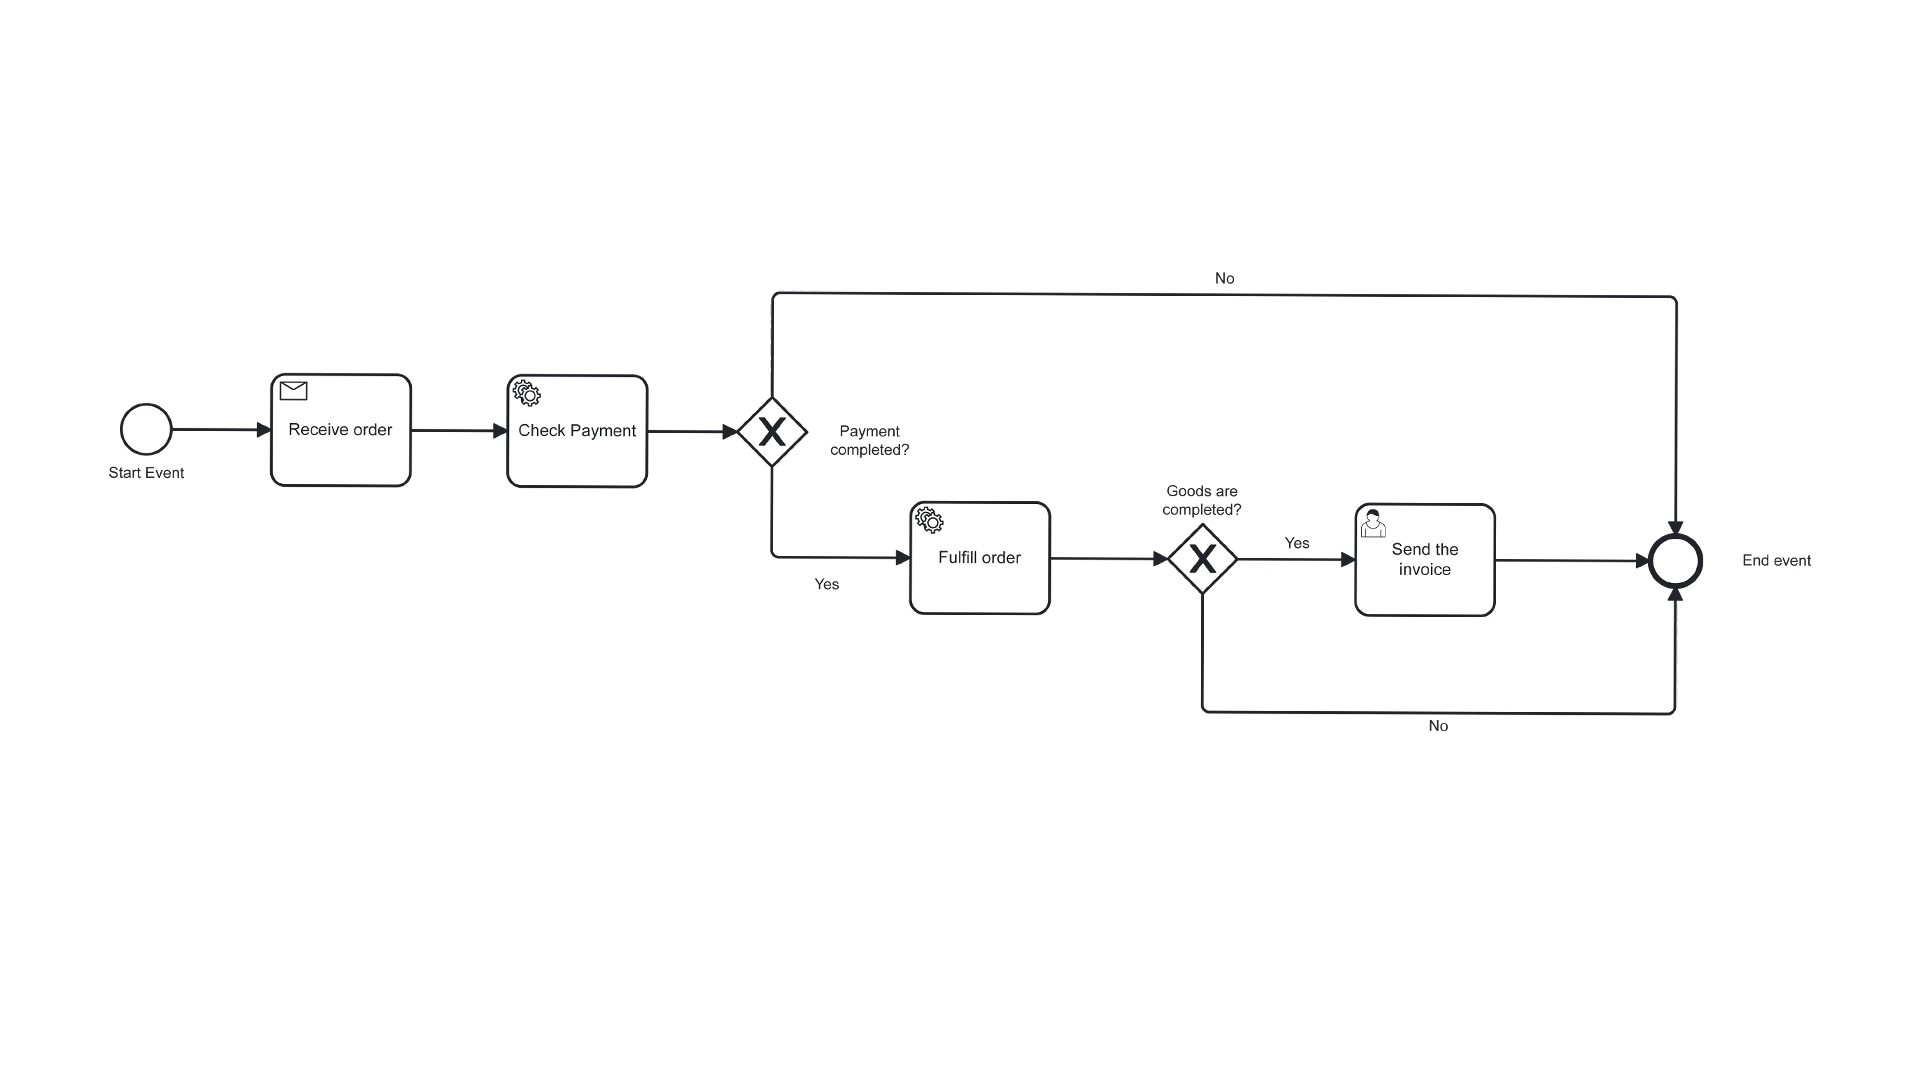 No
Receive order
Check Payment
Payment
completed?
Start Event
Goods are
completed?
Yes
Send the
invoice
Fulfill order
End event
Yes
No